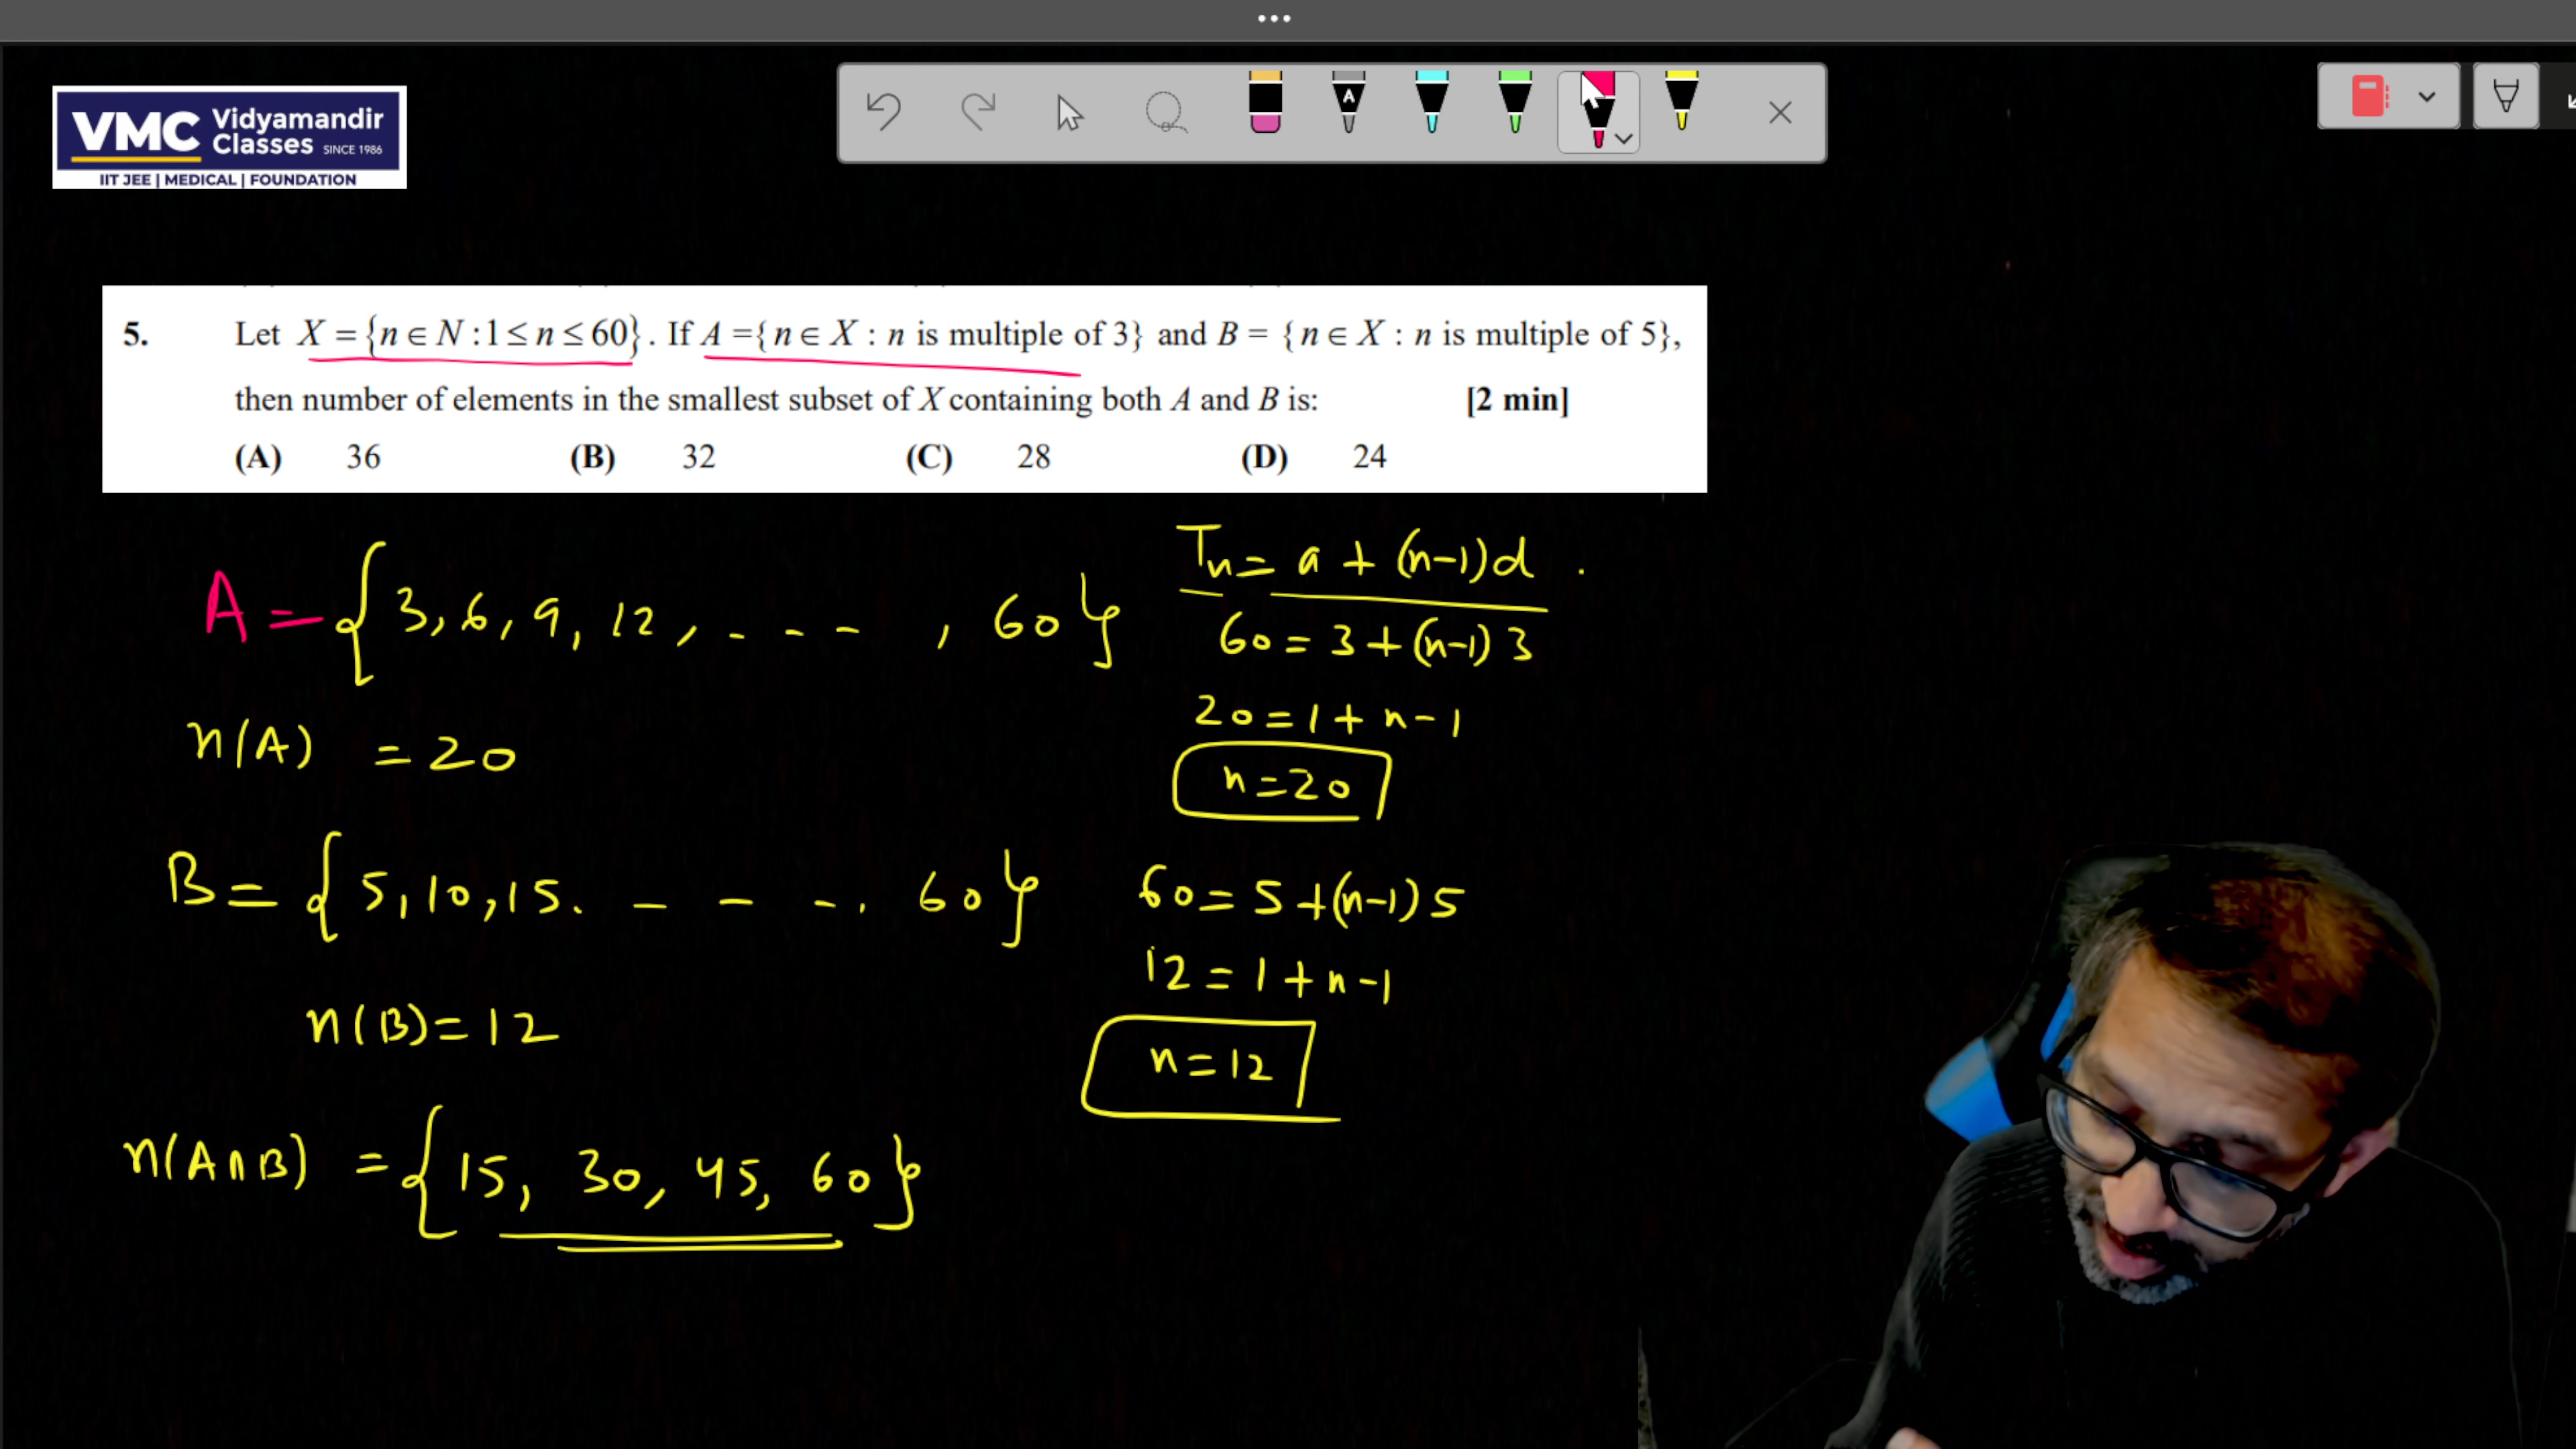 VMC Vidyamandir Classes SINCE 1986
IIT JEE | MEDICAL | FOUNDATION
A
5. Let X = {n ∈ N : 1 ≤ n ≤ 60}. If A = {n ∈ X : n is multiple of 3} and B = {n ∈ X : n is multiple of 5},
then number of elements in the smallest subset of X containing both A and B is: [2 min]
(A) 36 (B) 32 (C) 28 (D) 24
A = {3, 6, 9, 12, - - - , 60}
n(A) = 20
B = {5, 10, 15. - - - . 60}
n(B) = 12
n(A∩B) = {15, 30, 45, 60}
Tn = a + (n-1)d .
60 = 3 + (n-1) 3
20 = 1 + n - 1
n = 20
60 = 5 + (n-1) 5
12 = 1 + n - 1
n = 12